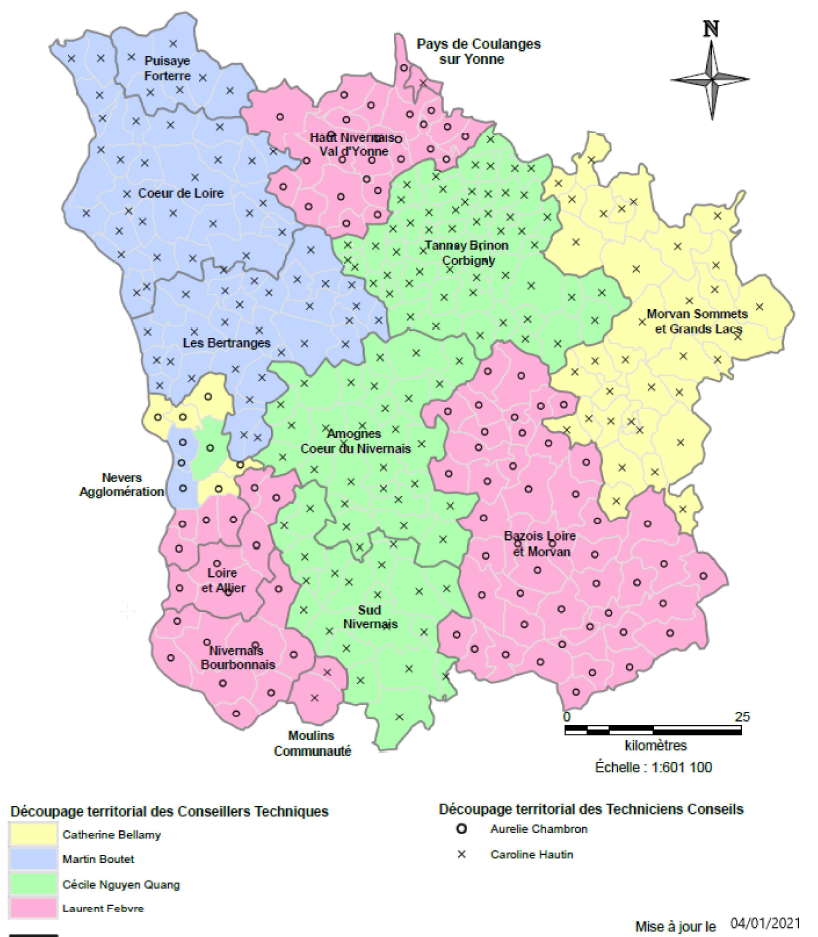 N
Pays de Coulanges
sur Yonne
Puisaye
Forterre
Haut Nivernais
Val d'Yonne
Coeur de Loire
Tannay Brinon
Corbigny
Morvan Sommets
et Grands Lacs
Les Bertranges
Amognes
Coeur du Nivernais
Nevers
Agglomération
Bazois Loire
et Morvan
Loire
et Allier
Sud
Nivernais
Nivernais
Bourbonnais
Moulins
Communauté
0 25
kilomètres
Échelle : 1:601 100
Découpage territorial des Conseillers Techniques
Catherine Bellamy
Martin Boutet
Cécile Nguyen Quang
Laurent Febvre
Découpage territorial des Techniciens Conseils
Aurelie Chambron
Caroline Hautin
Mise à jour le 04/01/2021